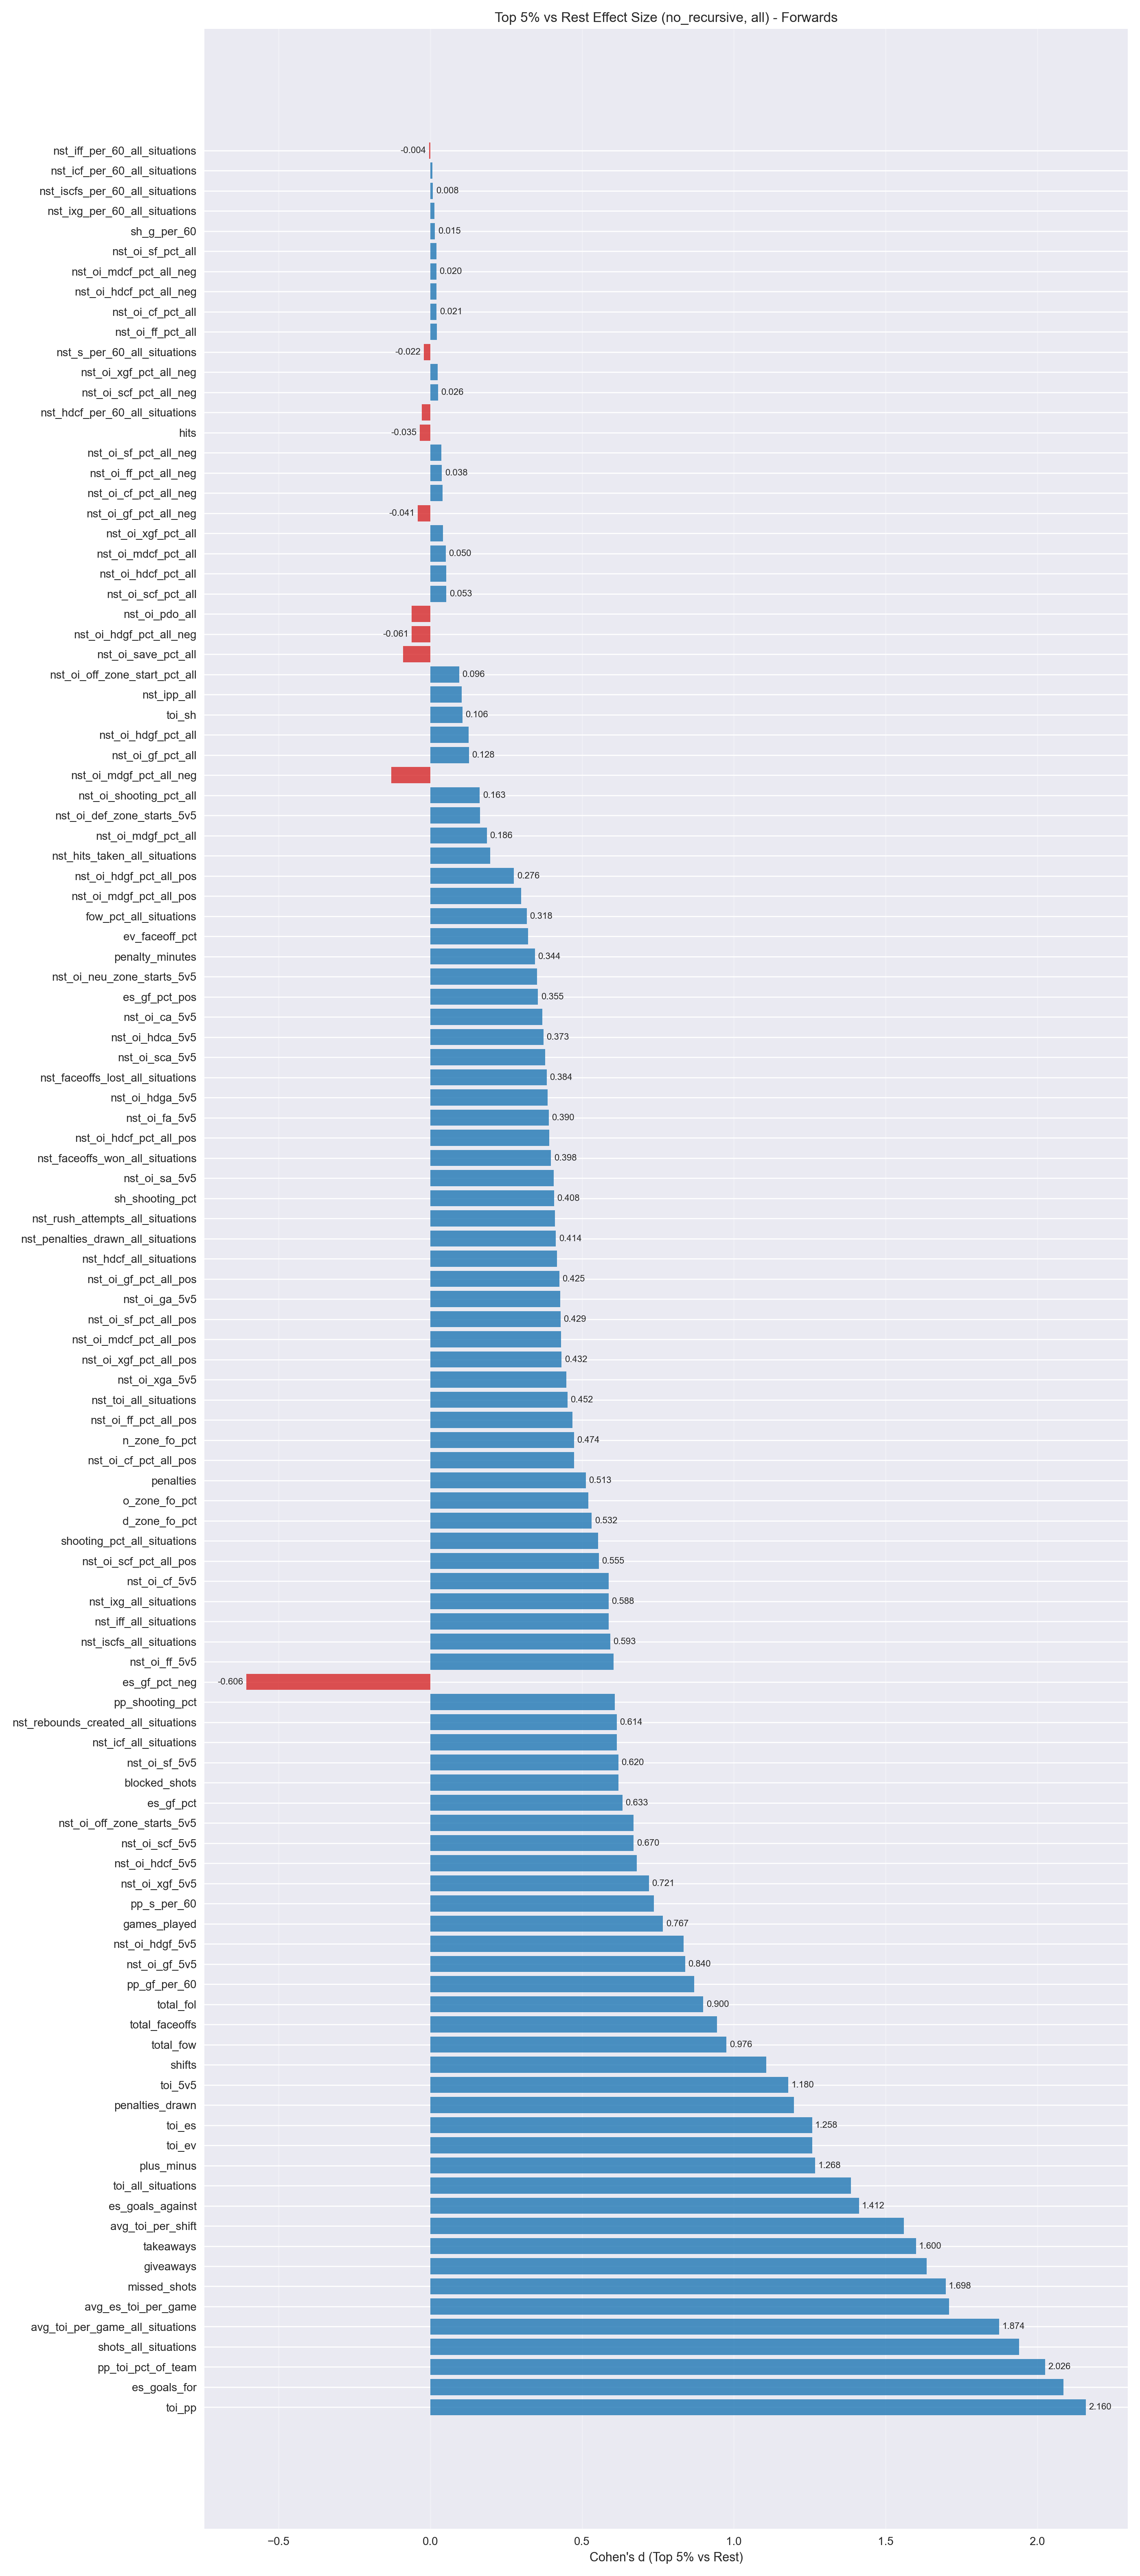 Top 5% vs Rest Effect Size (no_recursive, all) - Forwards
nst_iff_per_60_all_situations -0.004
nst_icf_per_60_all_situations
nst_iscfs_per_60_all_situations 0.008
nst_ixg_per_60_all_situations
sh_g_per_60 0.015
nst_oi_sf_pct_all
nst_oi_mdcf_pct_all_neg 0.020
nst_oi_hdcf_pct_all_neg
nst_oi_cf_pct_all 0.021
nst_oi_ff_pct_all
nst_s_per_60_all_situations -0.022
nst_oi_xgf_pct_all_neg
nst_oi_scf_pct_all_neg 0.026
nst_hdcf_per_60_all_situations
hits -0.035
nst_oi_sf_pct_all_neg
nst_oi_ff_pct_all_neg 0.038
nst_oi_cf_pct_all_neg
nst_oi_gf_pct_all_neg -0.041
nst_oi_xgf_pct_all
nst_oi_mdcf_pct_all 0.050
nst_oi_hdcf_pct_all
nst_oi_scf_pct_all 0.053
nst_oi_pdo_all
nst_oi_hdgf_pct_all_neg -0.061
nst_oi_save_pct_all
nst_oi_off_zone_start_pct_all 0.096
nst_ipp_all
toi_sh 0.106
nst_oi_hdgf_pct_all
nst_oi_gf_pct_all 0.128
nst_oi_mdgf_pct_all_neg
nst_oi_shooting_pct_all 0.163
nst_oi_def_zone_starts_5v5
nst_oi_mdgf_pct_all 0.186
nst_hits_taken_all_situations
nst_oi_hdgf_pct_all_pos 0.276
nst_oi_mdgf_pct_all_pos
fow_pct_all_situations 0.318
ev_faceoff_pct
penalty_minutes 0.344
nst_oi_neu_zone_starts_5v5
es_gf_pct_pos 0.355
nst_oi_ca_5v5
nst_oi_hdca_5v5 0.373
nst_oi_sca_5v5
nst_faceoffs_lost_all_situations 0.384
nst_oi_hdga_5v5
nst_oi_fa_5v5 0.390
nst_oi_hdcf_pct_all_pos
nst_faceoffs_won_all_situations 0.398
nst_oi_sa_5v5
sh_shooting_pct 0.408
nst_rush_attempts_all_situations
nst_penalties_drawn_all_situations 0.414
nst_hdcf_all_situations
nst_oi_gf_pct_all_pos 0.425
nst_oi_ga_5v5
nst_oi_sf_pct_all_pos 0.429
nst_oi_mdcf_pct_all_pos
nst_oi_xgf_pct_all_pos 0.432
nst_oi_xga_5v5
nst_toi_all_situations 0.452
nst_oi_ff_pct_all_pos
n_zone_fo_pct 0.474
nst_oi_cf_pct_all_pos
penalties 0.513
o_zone_fo_pct
d_zone_fo_pct 0.532
shooting_pct_all_situations
nst_oi_scf_pct_all_pos 0.555
nst_oi_cf_5v5
nst_ixg_all_situations 0.588
nst_iff_all_situations
nst_iscfs_all_situations 0.593
nst_oi_ff_5v5
es_gf_pct_neg -0.606
pp_shooting_pct
nst_rebounds_created_all_situations 0.614
nst_icf_all_situations
nst_oi_sf_5v5 0.620
blocked_shots
es_gf_pct 0.633
nst_oi_off_zone_starts_5v5
nst_oi_scf_5v5 0.670
nst_oi_hdcf_5v5
nst_oi_xgf_5v5 0.721
pp_s_per_60
games_played 0.767
nst_oi_hdgf_5v5
nst_oi_gf_5v5 0.840
pp_gf_per_60
total_fol 0.900
total_faceoffs
total_fow 0.976
shifts
toi_5v5 1.180
penalties_drawn
toi_es 1.258
toi_ev
plus_minus 1.268
toi_all_situations
es_goals_against 1.412
avg_toi_per_shift
takeaways 1.600
giveaways
missed_shots 1.698
avg_es_toi_per_game
avg_toi_per_game_all_situations 1.874
shots_all_situations
pp_toi_pct_of_team 2.026
es_goals_for
toi_pp 2.160
−0.5 0.0 0.5 1.0 1.5 2.0
Cohen's d (Top 5% vs Rest)